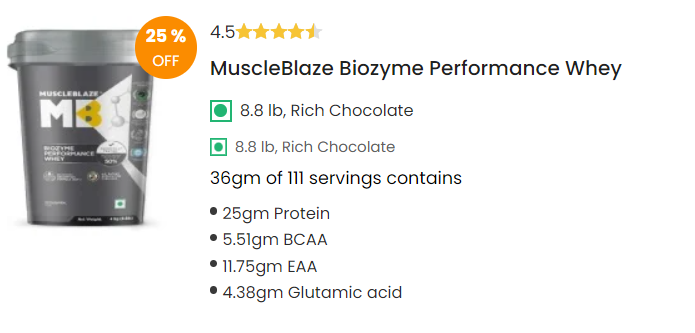 25 %
OFF
4.5
MuscleBlaze Biozyme Performance Whey
8.8 lb, Rich Chocolate
8.8 lb, Rich Chocolate
36gm of 111 servings contains
25gm Protein
5.51gm BCAA
11.75gm EAA
4.38gm Glutamic acid
MUSCLEBLAZE
MB
BIOZYME
PERFORMANCE
WHEY
50%